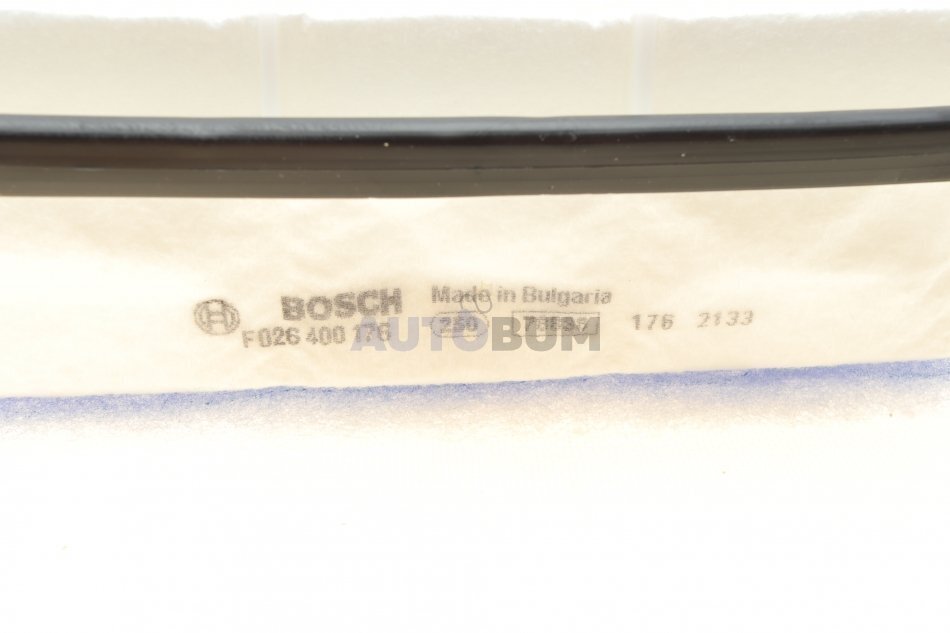 BOSCH Made in Bulgaria
F026 400 176 176 2133
AUTOBUM